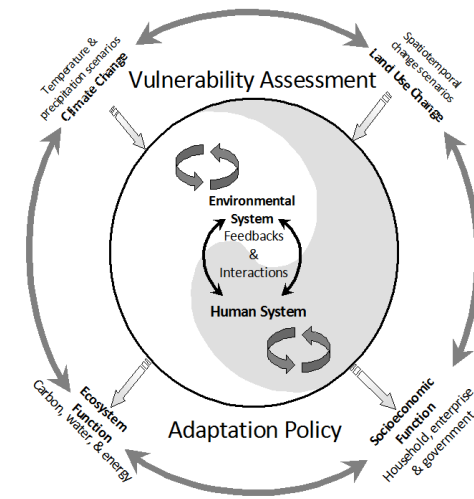 Temperature &
precipitation scenarios
Climate Change
Spatiotemporal
change scenarios
Land Use Change
Vulnerability Assessment
Environmental
System
Feedbacks
&
Interactions
Human System
Ecosystem
Function
Carbon, water, & energy
Adaptation Policy
Socioeconomic
Function
Household, enterprise
& government